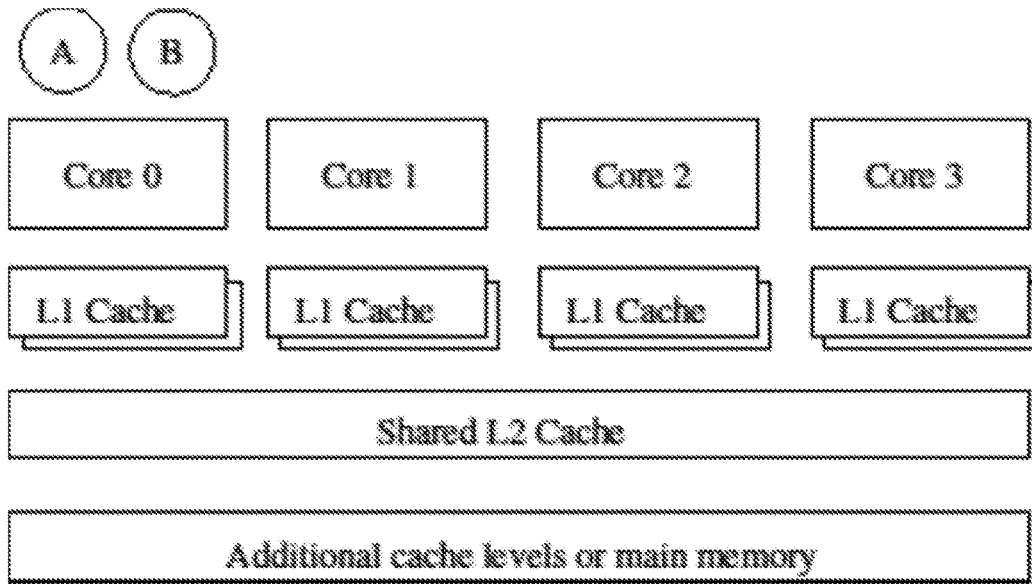 A B
Core 0 Core 1 Core 2 Core 3
L1 Cache L1 Cache L1 Cache L1 Cache
Shared L2 Cache
Additional cache levels or main memory